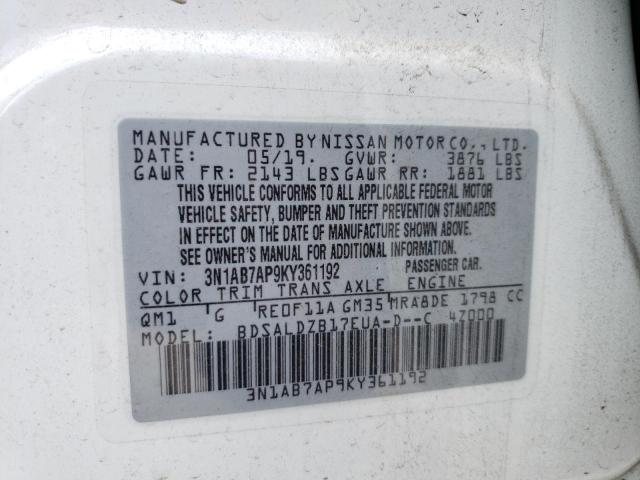 MANUFACTURED BY NISSAN MOTOR CO., LTD.
DATE: 05/19. GVWR: 3876 LBS
GAWR FR: 2143 LBS GAWR RR: 1881 LBS
THIS VEHICLE CONFORMS TO ALL APPLICABLE FEDERAL MOTOR
VEHICLE SAFETY, BUMPER AND THEFT PREVENTION STANDARDS
IN EFFECT ON THE DATE OF MANUFACTURE SHOWN ABOVE.
SEE OWNER'S MANUAL FOR ADDITIONAL INFORMATION.
VIN: 3N1AB7AP9KY361192 PASSENGER CAR.
COLOR TRIM TRANS AXLE ENGINE
QM1 G RE0F11A GM35 MRA8DE 1798 CC
MODEL: BDSALDZB17EUA-D--C 47000
3N1AB7AP9KY361192